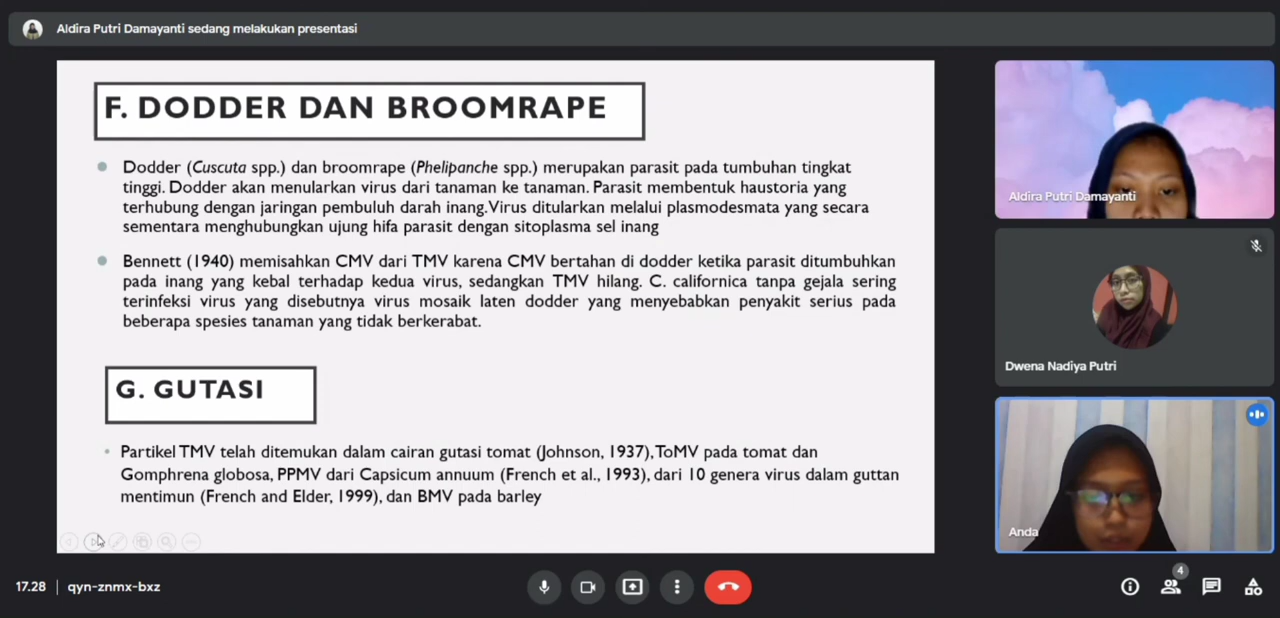 Aldira Putri Damayanti sedang melakukan presentasi
F. DODDER DAN BROOMRAPE
Dodder (Cuscuta spp.) dan broomrape (Phelipanche spp.) merupakan parasit pada tumbuhan tingkat
tinggi. Dodder akan menularkan virus dari tanaman ke tanaman. Parasit membentuk haustoria yang
terhubung dengan jaringan pembuluh darah inang. Virus ditularkan melalui plasmodesmata yang secara
sementara menghubungkan ujung hifa parasit dengan sitoplasma sel inang
Bennett (1940) memisahkan CMV dari TMV karena CMV bertahan di dodder ketika parasit ditumbuhkan
pada inang yang kebal terhadap kedua virus, sedangkan TMV hilang. C. californica tanpa gejala sering
terinfeksi virus yang disebutnya virus mosaik laten dodder yang menyebabkan penyakit serius pada
beberapa spesies tanaman yang tidak berkerabat.
G. GUTASI
Partikel TMV telah ditemukan dalam cairan gutasi tomat (Johnson, 1937), ToMV pada tomat dan
Gomphrena globosa, PPMV dari Capsicum annuum (French et al., 1993), dari 10 genera virus dalam guttan
mentimun (French and Elder, 1999), dan BMV pada barley
Aldira Putri Damayanti
Dwena Nadiya Putri
Anda
17.28 | qyn-znmx-bxz
4